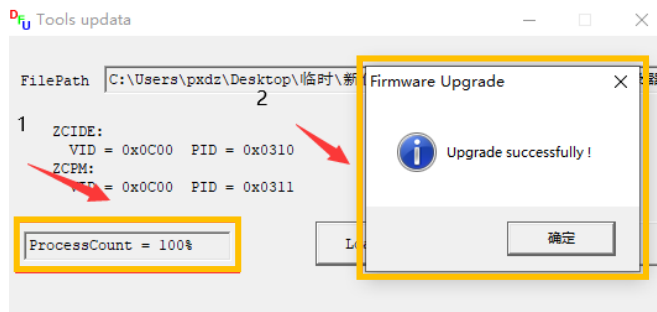 DFU Tools updata
FilePath C:\Users\pxdz\Desktop\临时\新
2
1
ZCIDE:
VID = 0x0C00 PID = 0x0310
ZCPM:
VID = 0x0C00 PID = 0x0311
ProcessCount = 100%
Firmware Upgrade
Upgrade successfully !
确定